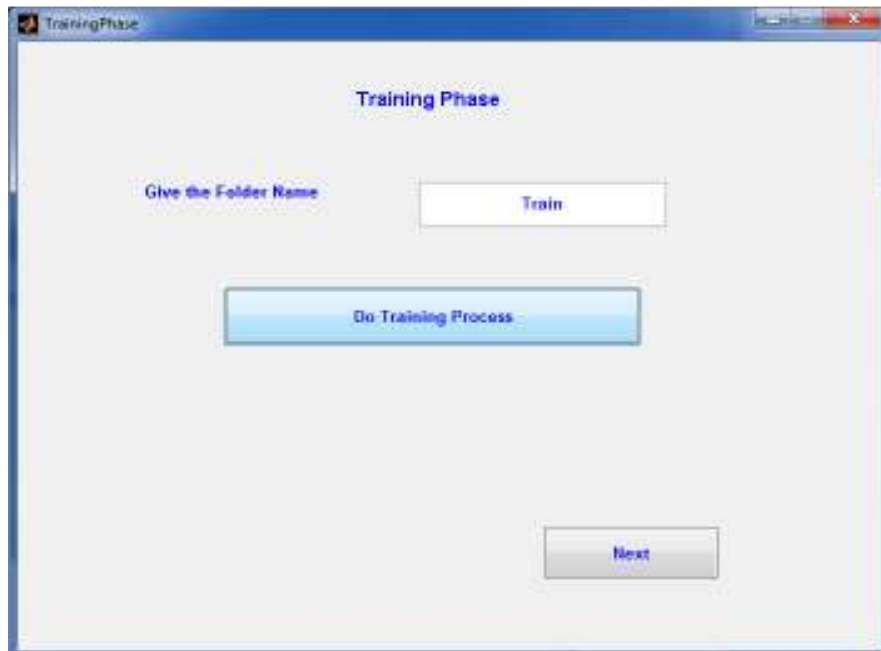 TrainingPhase
Training Phase
Give the Folder Name
Train
Do Training Process
Next